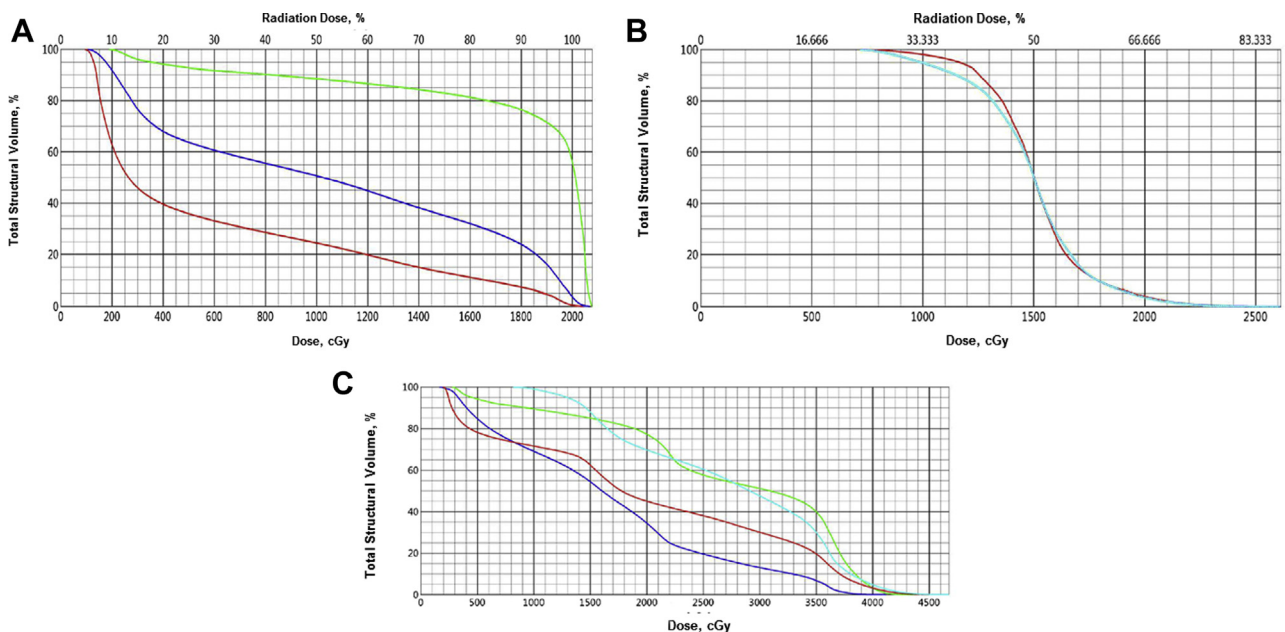 A
Radiation Dose, %
0 10 20 30 40 50 60 70 80 90 100
Total Structural Volume, %
100
80
60
40
20
0
0 200 400 600 800 1000 1200 1400 1600 1800 2000
Dose, cGy
B
Radiation Dose, %
0 16.666 33.333 50 66.666 83.333
Total Structural Volume, %
100
80
60
40
20
0
0 500 1000 1500 2000 2500
Dose, cGy
C
Total Structural Volume, %
100
80
60
40
20
0
0 500 1000 1500 2000 2500 3000 3500 4000 4500
Dose, cGy